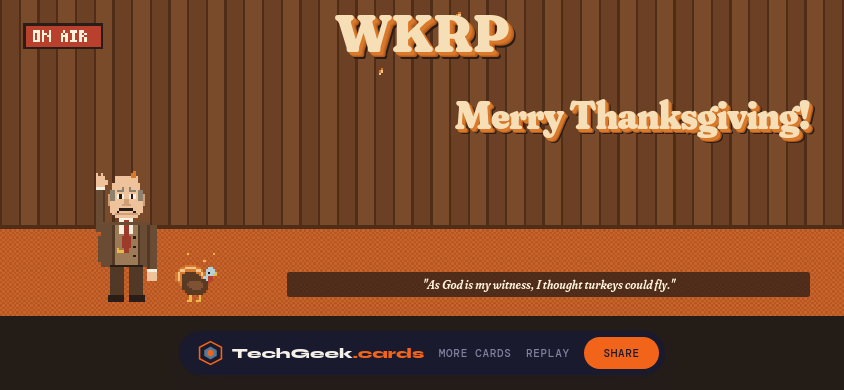 ON AIR
WKRP
Merry Thanksgiving!
"As God is my witness, I thought turkeys could fly."
TechGeek.cards MORE CARDS REPLAY SHARE